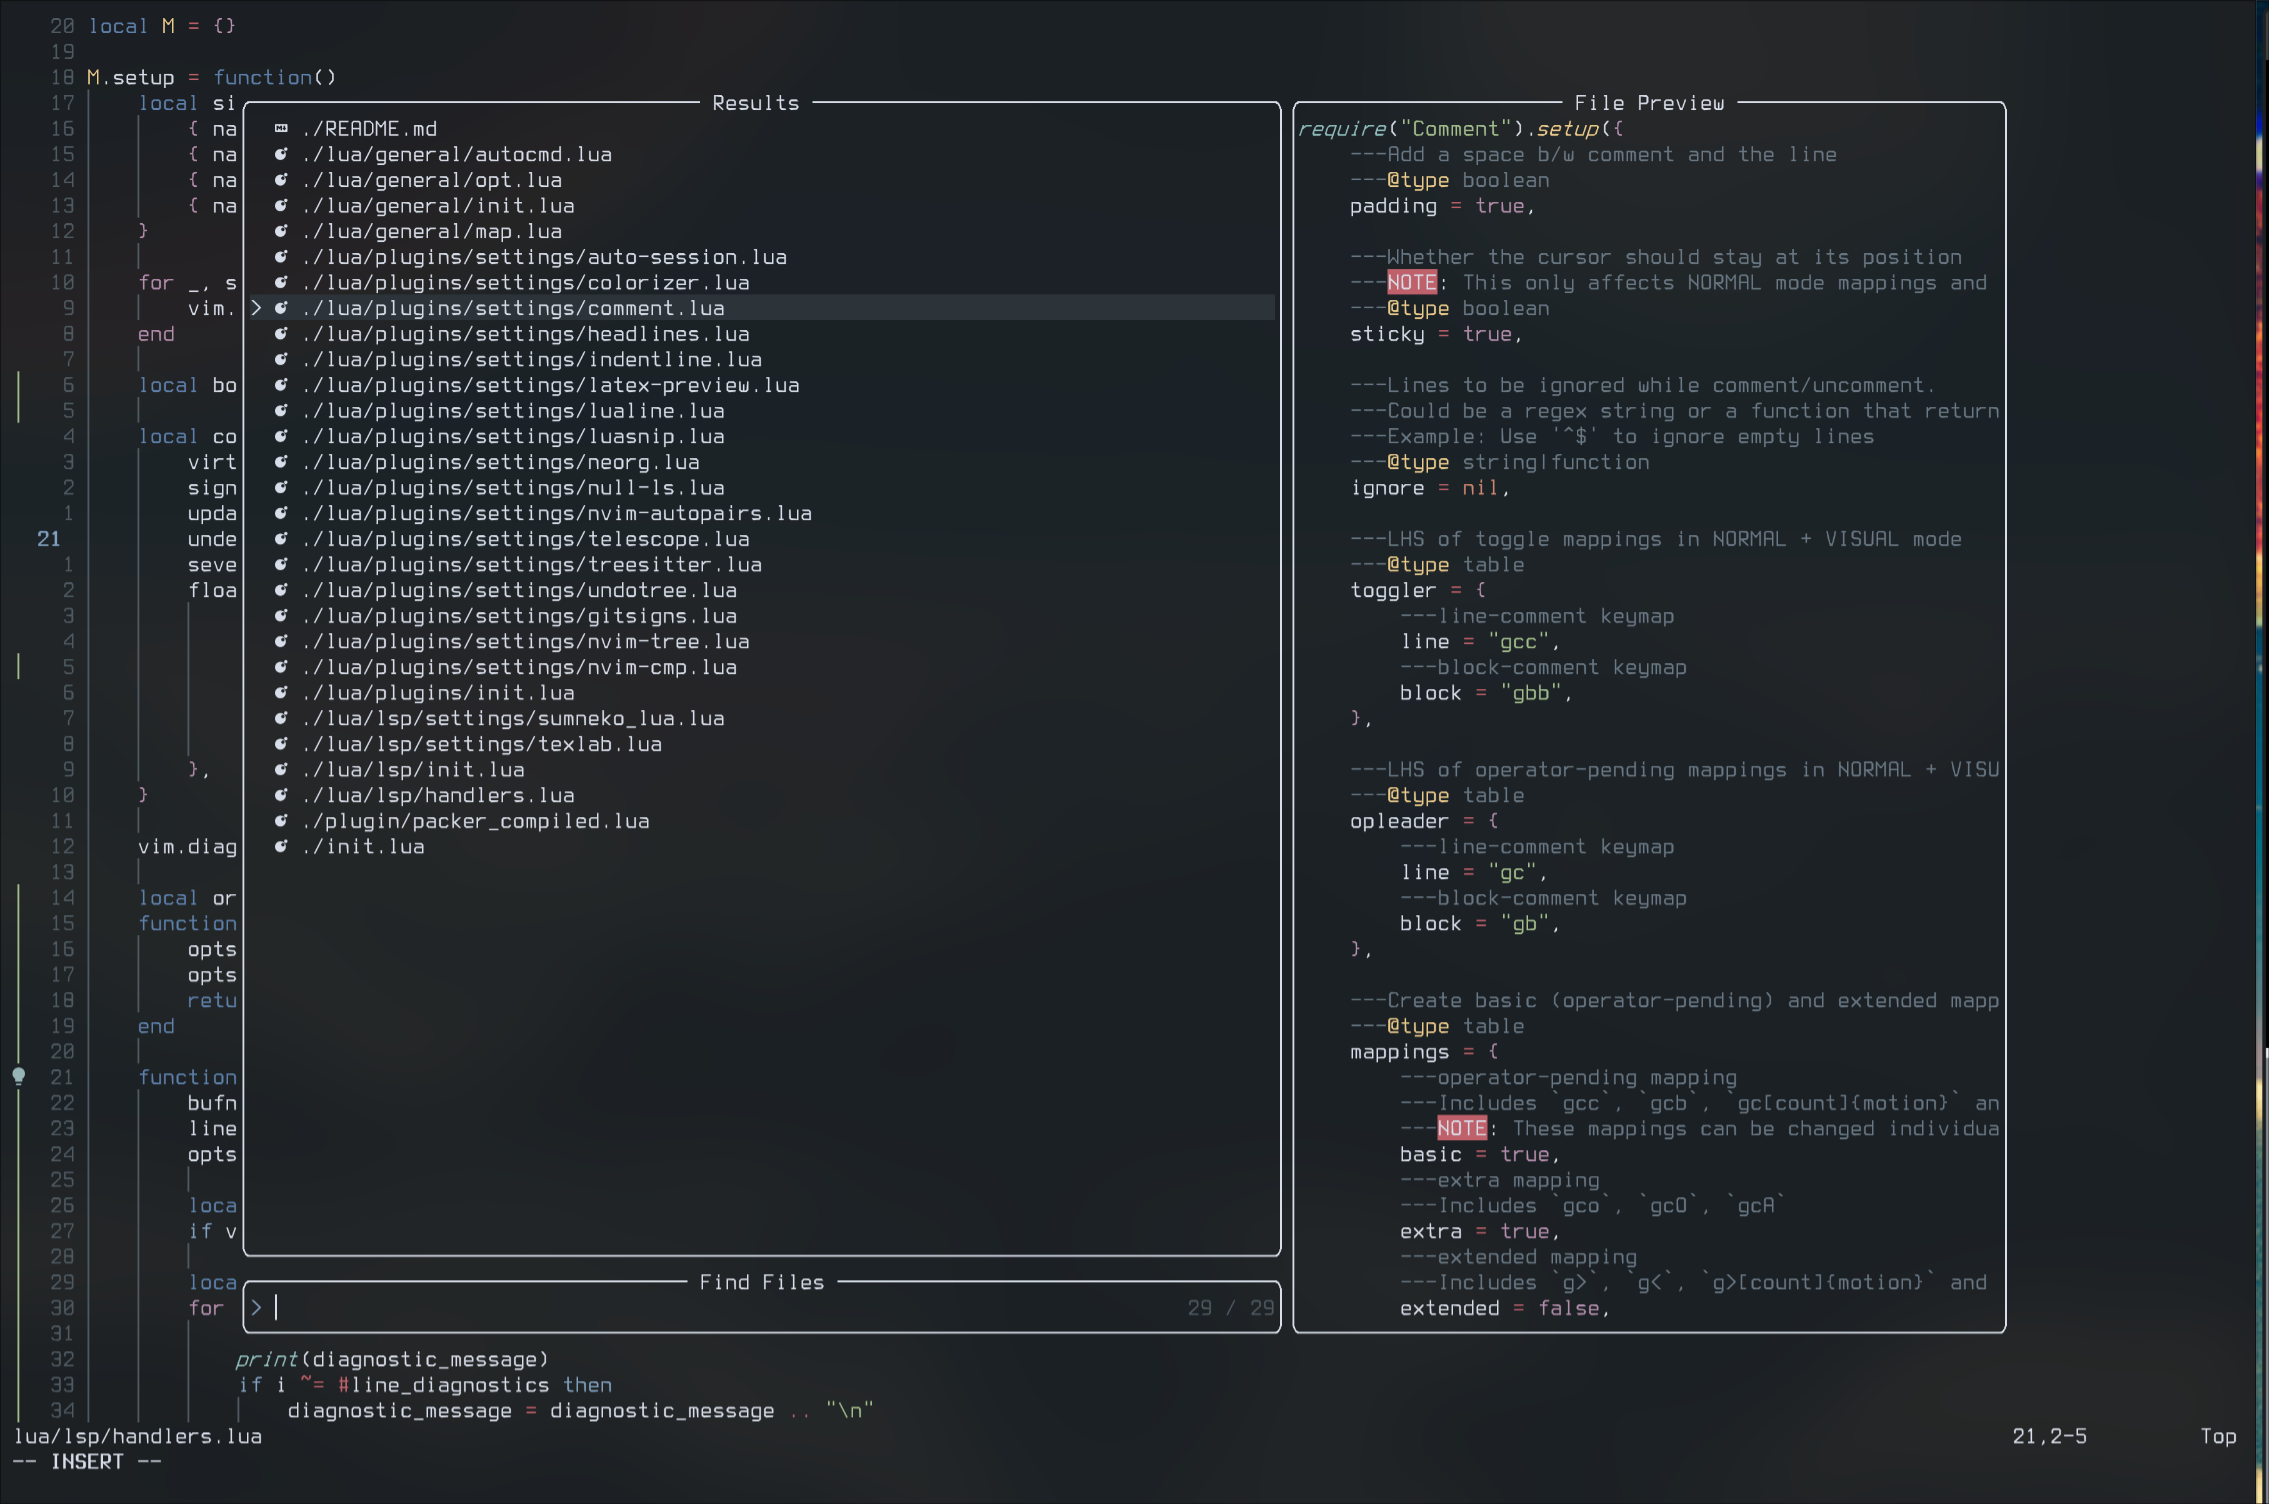 20 local M = {}
19
18 M.setup = function()
17 local si
16 { na
15 { na
14 { na
13 { na
12 }
11
10 for _, s
9 vim.
8 end
7
6 local bo
5
4 local co
3 virt
2 sign
1 upda
21 unde
1 seve
2 floa
3
4
5
6
7
8
9 },
10 }
11
12 vim.diag
13
14 local or
15 function
16 opts
17 opts
18 retu
19 end
20
21 function
22 bufn
23 line
24 opts
25
26 loca
27 if v
28
29 loca
30 for
31
32 print(diagnostic_message)
33 if i ~= #line_diagnostics then
34 diagnostic_message = diagnostic_message .. "\n"
Results
./README.md
./lua/general/autocmd.lua
./lua/general/opt.lua
./lua/general/init.lua
./lua/general/map.lua
./lua/plugins/settings/auto-session.lua
./lua/plugins/settings/colorizer.lua
> ./lua/plugins/settings/comment.lua
./lua/plugins/settings/headlines.lua
./lua/plugins/settings/indentline.lua
./lua/plugins/settings/latex-preview.lua
./lua/plugins/settings/lualine.lua
./lua/plugins/settings/luasnip.lua
./lua/plugins/settings/neorg.lua
./lua/plugins/settings/null-ls.lua
./lua/plugins/settings/nvim-autopairs.lua
./lua/plugins/settings/telescope.lua
./lua/plugins/settings/treesitter.lua
./lua/plugins/settings/undotree.lua
./lua/plugins/settings/gitsigns.lua
./lua/plugins/settings/nvim-tree.lua
./lua/plugins/settings/nvim-cmp.lua
./lua/plugins/init.lua
./lua/lsp/settings/sumneko_lua.lua
./lua/lsp/settings/texlab.lua
./lua/lsp/init.lua
./lua/lsp/handlers.lua
./plugin/packer_compiled.lua
./init.lua
Find Files
> 29 / 29
File Preview
require("Comment").setup({
---Add a space b/w comment and the line
---@type boolean
padding = true,
---Whether the cursor should stay at its position
---NOTE: This only affects NORMAL mode mappings and
---@type boolean
sticky = true,
---Lines to be ignored while comment/uncomment.
---Could be a regex string or a function that return
---Example: Use '^$' to ignore empty lines
---@type string|function
ignore = nil,
---LHS of toggle mappings in NORMAL + VISUAL mode
---@type table
toggler = {
---line-comment keymap
line = "gcc",
---block-comment keymap
block = "gbb",
},
---LHS of operator-pending mappings in NORMAL + VISU
---@type table
opleader = {
---line-comment keymap
line = "gc",
---block-comment keymap
block = "gb",
},
---Create basic (operator-pending) and extended mapp
---@type table
mappings = {
---operator-pending mapping
---Includes `gcc`, `gcb`, `gc[count]{motion}` an
---NOTE: These mappings can be changed individua
basic = true,
---extra mapping
---Includes `gco`, `gcO`, `gcA`
extra = true,
---extended mapping
---Includes `g>`, `g<`, `g>[count]{motion}` and
extended = false,
lua/lsp/handlers.lua 21,2-5 Top
-- INSERT --